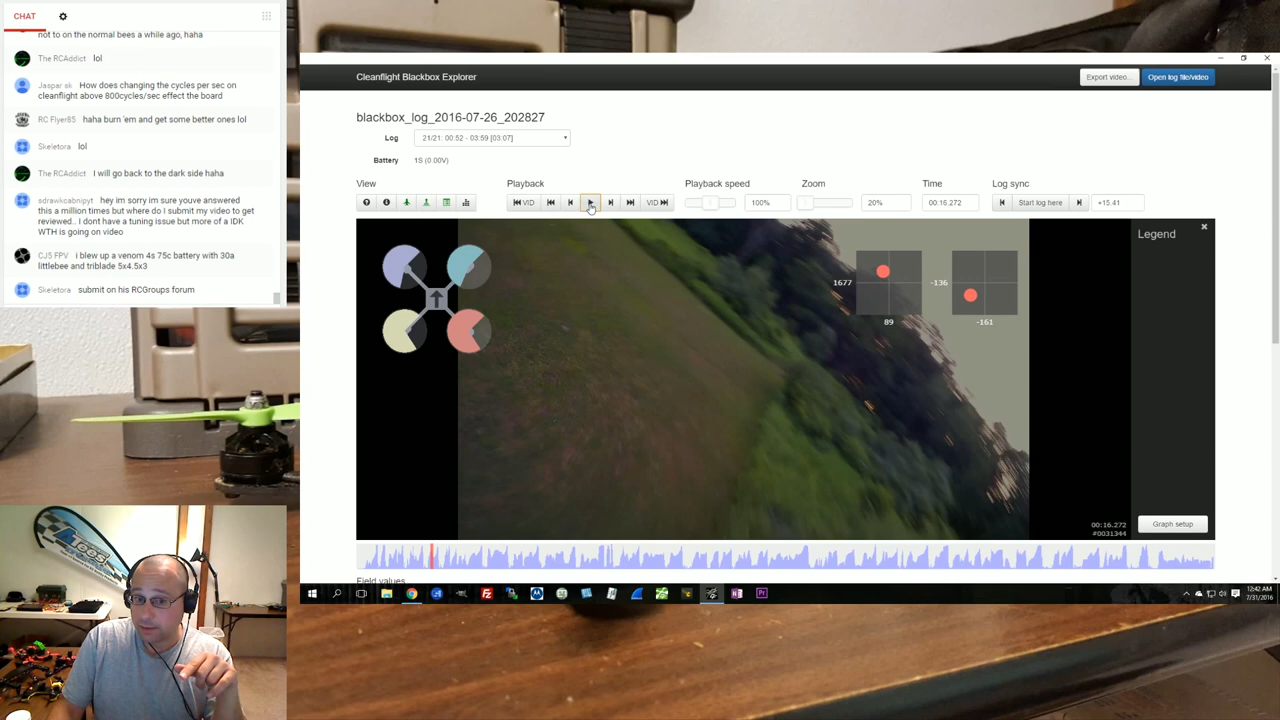 CHAT
not to on the normal bees a while ago, haha
The RCAddict lol
Jaspar sk How does changing the cycles per sec on
cleanflight above 800cycles/sec effect the board
RC Flyer85 haha burn 'em and get some better ones lol
Skeletora lol
The RCAddict I will go back to the dark side haha
sdrawkcabnipyt hey im sorry im sure youve answered
this a million times but where do I submit my video to get
reviewed.. I dont have a tuning issue but more of a IDK
WTH is going on video
CJ5 FPV i blew up a venom 4s 75c battery with 30a
littlebee and triblade 5x4.5x3
Skeletora submit on his RCGroups forum
Cleanflight Blackbox Explorer
Export video...
Open log file/video
blackbox_log_2016-07-26_202827
Log 21/21: 00:52 - 03:59 [03:07]
Battery 1S (0.00V)
View Playback Playback speed Zoom Time Log sync
VID VID 100% 20% 00:16.272 Start log here +15.41
Legend
1677
-136
89
-161
Graph setup
00:16.272
#0031344
Field values
12:42 AM
7/31/2016